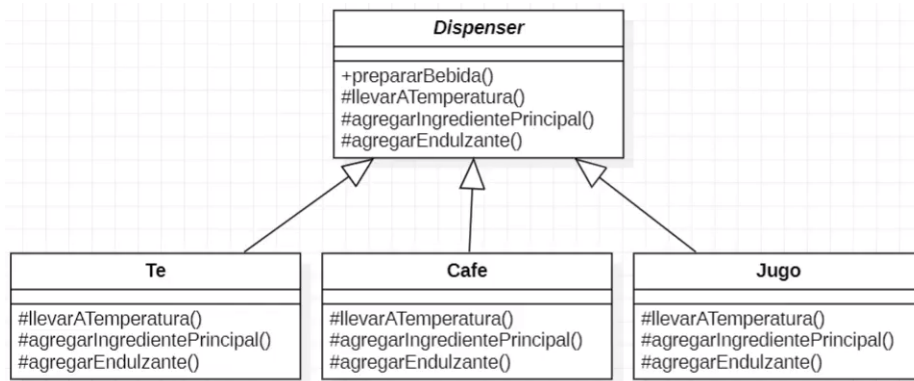 Dispenser
+prepararBebida()
#llevarATemperatura()
#agregarIngredientePrincipal()
#agregarEndulzante()
Te
#llevarATemperatura()
#agregarIngredientePrincipal()
#agregarEndulzante()
Cafe
#llevarATemperatura()
#agregarIngredientePrincipal()
#agregarEndulzante()
Jugo
#llevarATemperatura()
#agregarIngredientePrincipal()
#agregarEndulzante()